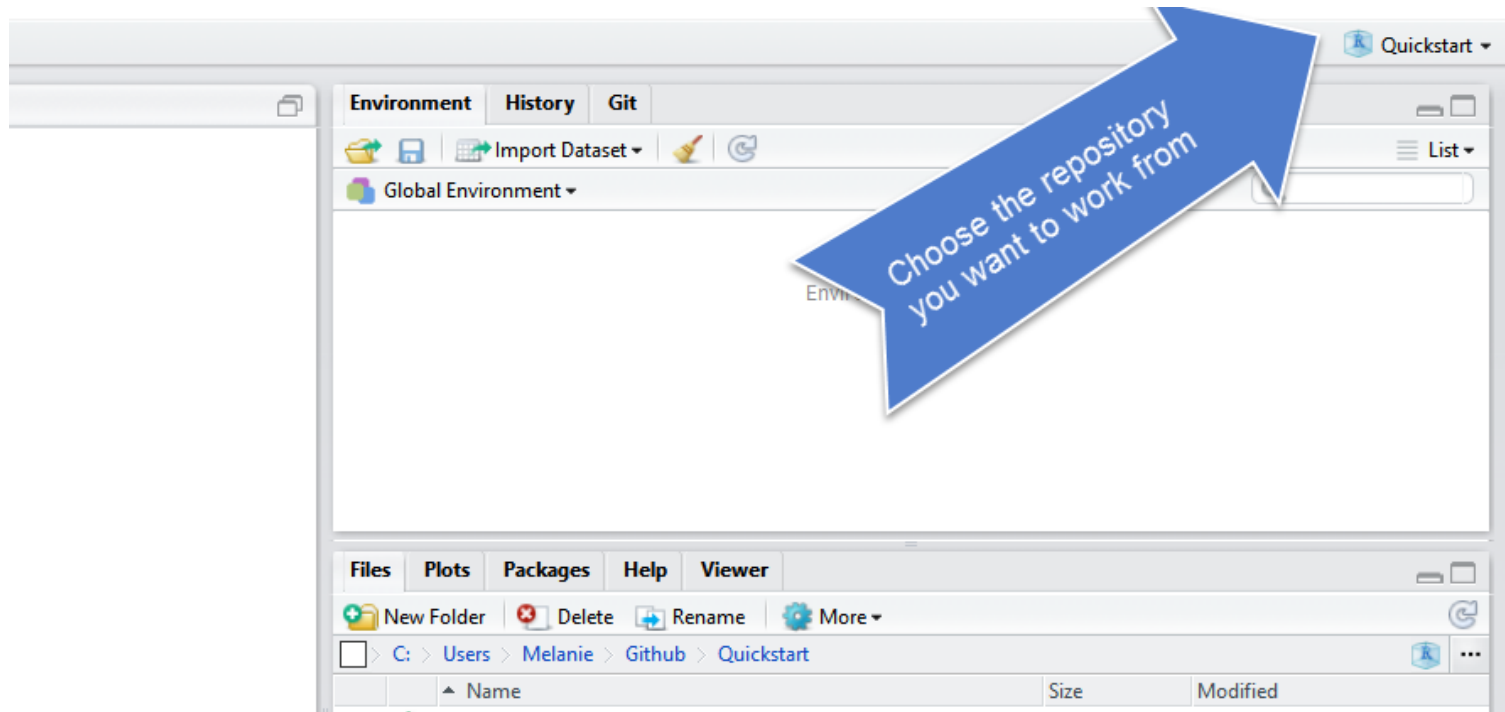 Quickstart
Environment History Git
Import Dataset
List
Global Environment
Choose the repository
you want to work from
Files Plots Packages Help Viewer
New Folder Delete Rename More
C: > Users > Melanie > Github > Quickstart
Name Size Modified